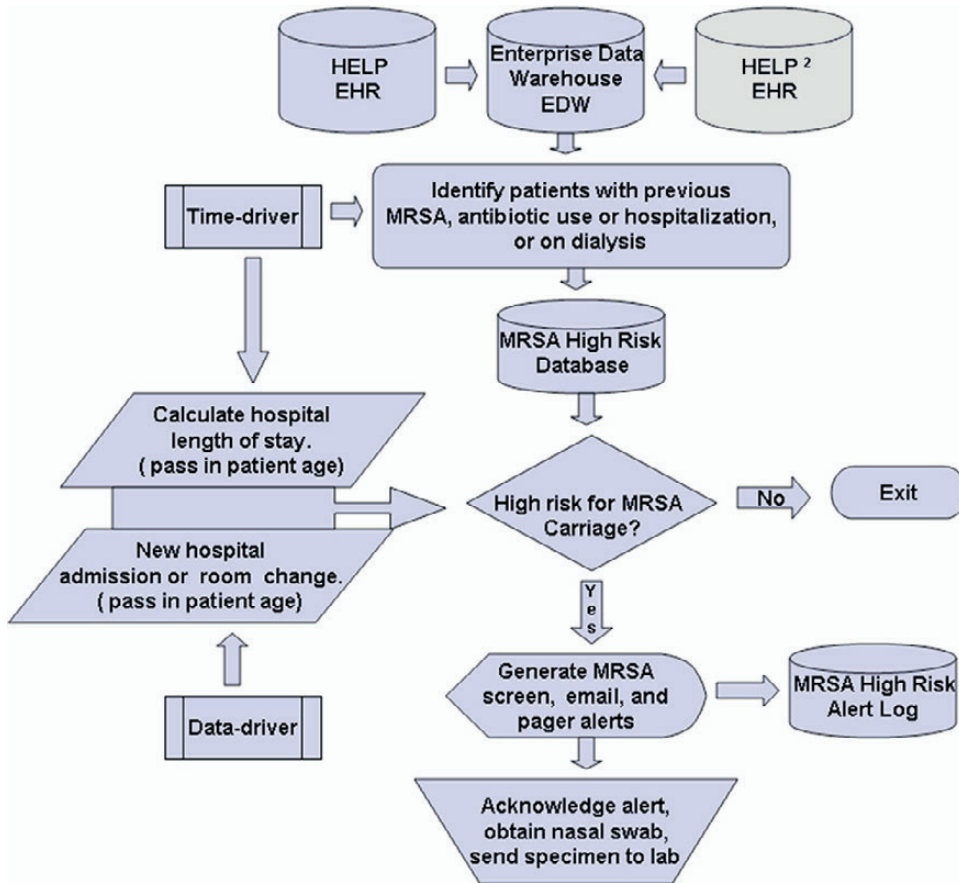 HELP
EHR
Enterprise Data
Warehouse
EDW
HELP ²
EHR
Time-driver
Identify patients with previous
MRSA, antibiotic use or hospitalization,
or on dialysis
MRSA High Risk
Database
Calculate hospital
length of stay.
( pass in patient age)
High risk for MRSA
Carriage?
No
Exit
New hospital
admission or room change.
( pass in patient age)
Yes
Generate MRSA
screen, email, and
pager alerts
MRSA High Risk
Alert Log
Data-driver
Acknowledge alert,
obtain nasal swab,
send specimen to lab